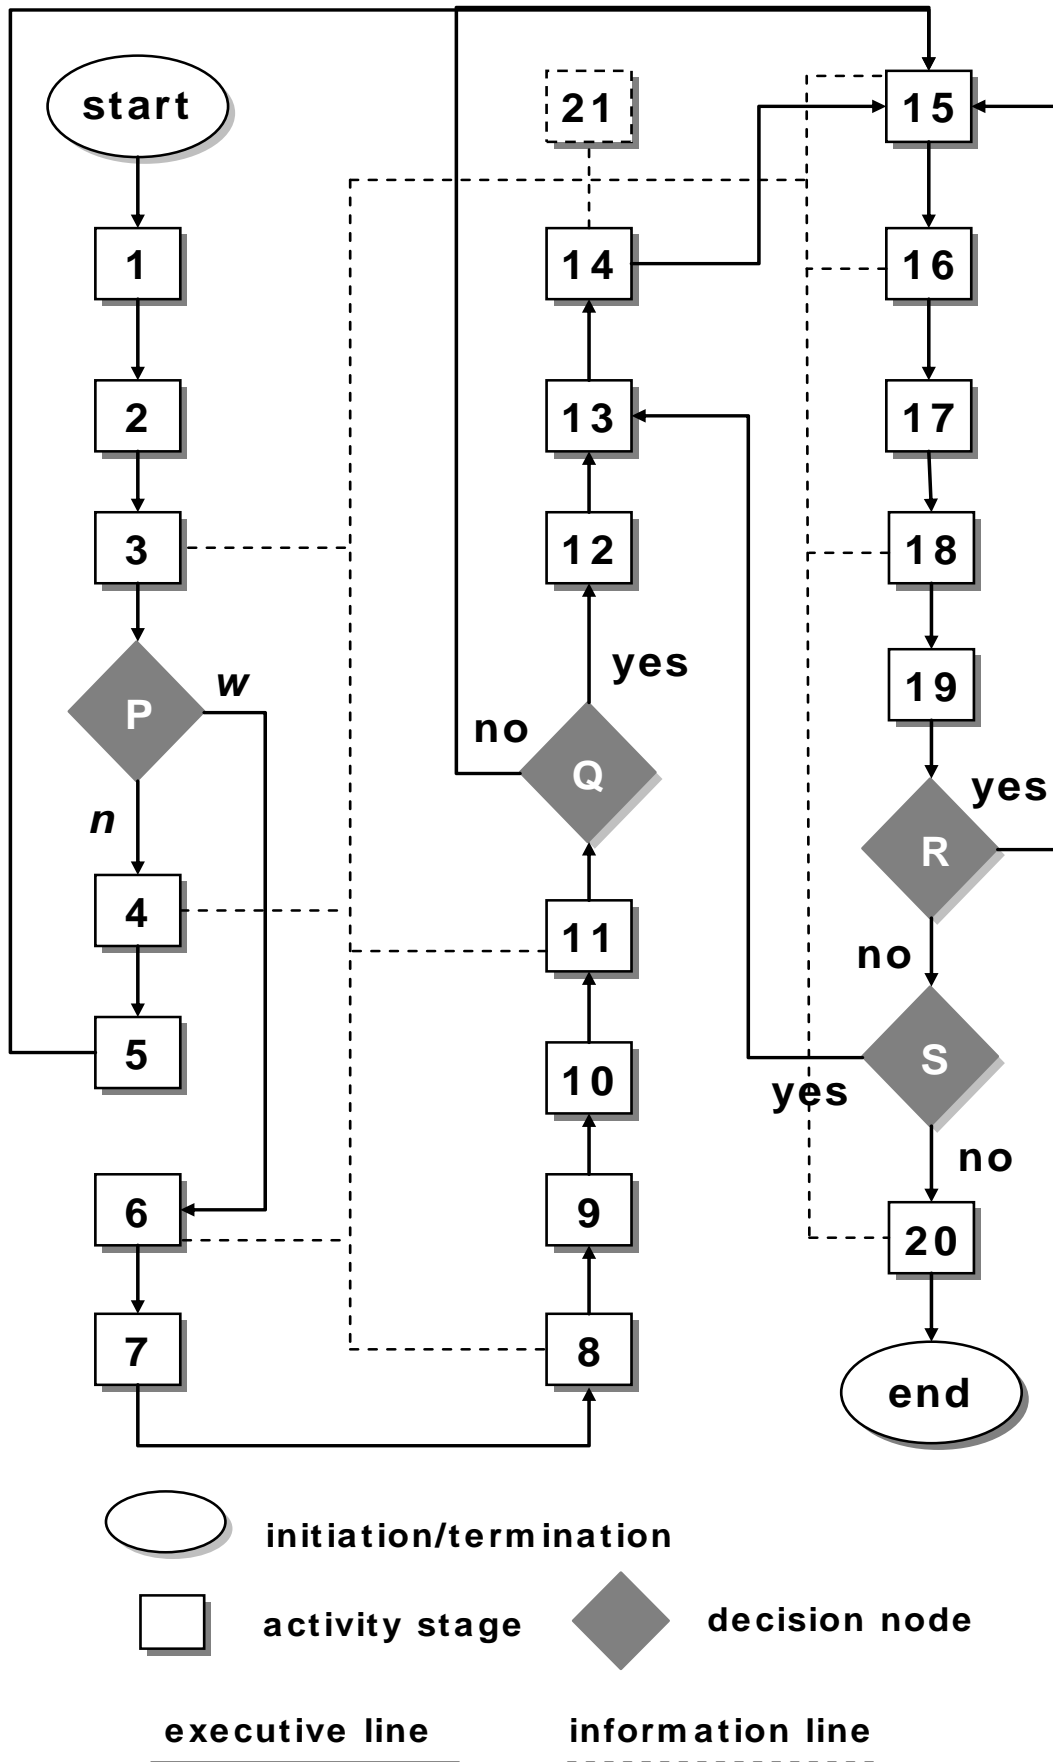 start
1
2
3
P
w
n
4
5
6
7
21
14
13
12
yes
no
Q
11
10
9
8
15
16
17
18
19
yes
R
no
S
yes
no
20
end
initiation/termination
activity stage
decision node
executive line
information line